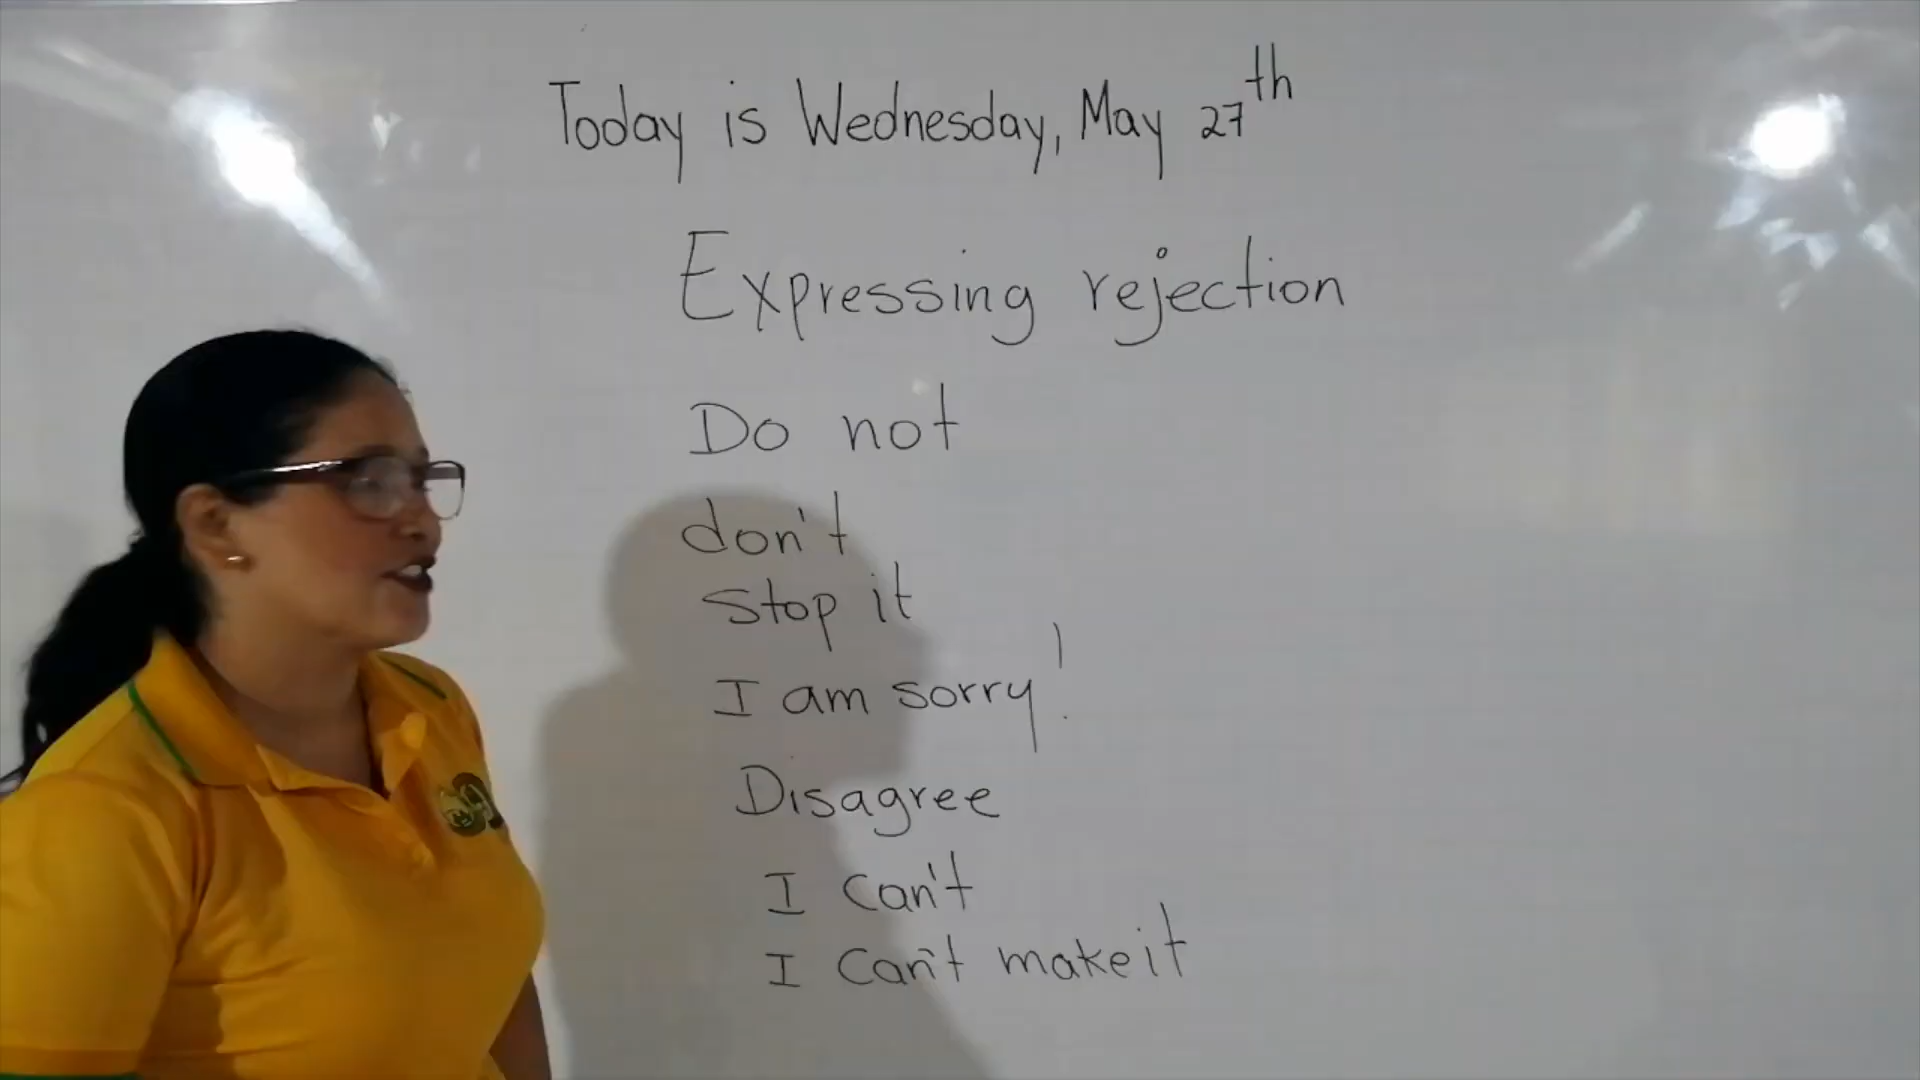 Today is Wednesday, May 27th
Expressing rejection
Do not
don't
Stop it
I am sorry!
Disagree
I Can't
I Can't make it